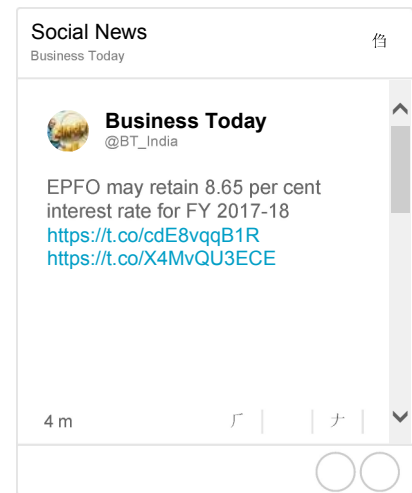 Social News
Business Today
㑇
Business Today
@BT_India
EPFO may retain 8.65 per cent
interest rate for FY 2017-18
https://t.co/cdE8vqqB1R
https://t.co/X4MvQU3ECE
4 m
⺁
𠂇